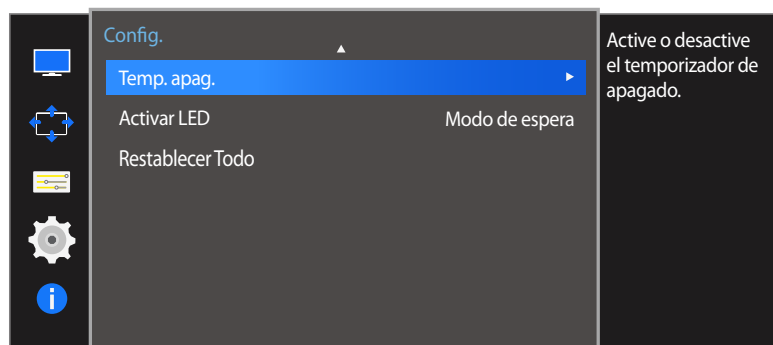 Config.
Temp. apag.
Activar LED Modo de espera
Restablecer Todo
Active o desactive
el temporizador de
apagado.